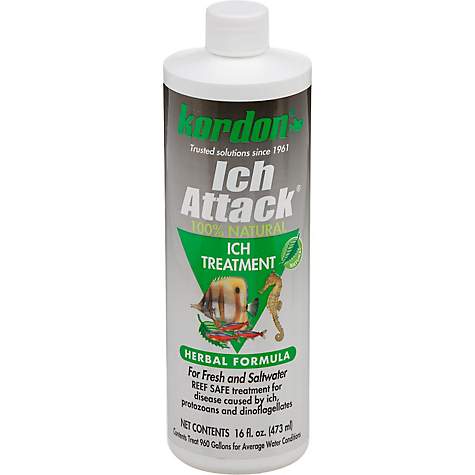 kordon
Trusted solutions since 1961
Ich
Attack®
100% NATURAL
ICH
TREATMENT
HERBAL FORMULA
For Fresh and Saltwater
REEF SAFE treatment for
disease caused by ich,
protozoans and dinoflagellates
NET CONTENTS 16 fl. oz. (473 ml)
Contents Treat 960 Gallons for Average Water Conditions